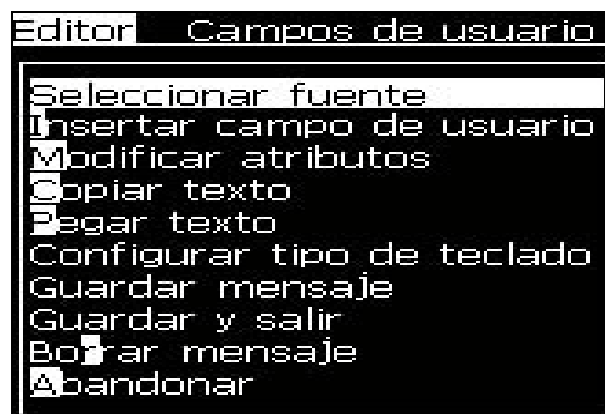 Editor Campos de usuario
Seleccionar fuente
Insertar campo de usuario
Modificar atributos
Copiar texto
Pegar texto
Configurar tipo de teclado
Guardar mensaje
Guardar y salir
Borrar mensaje
Abandonar